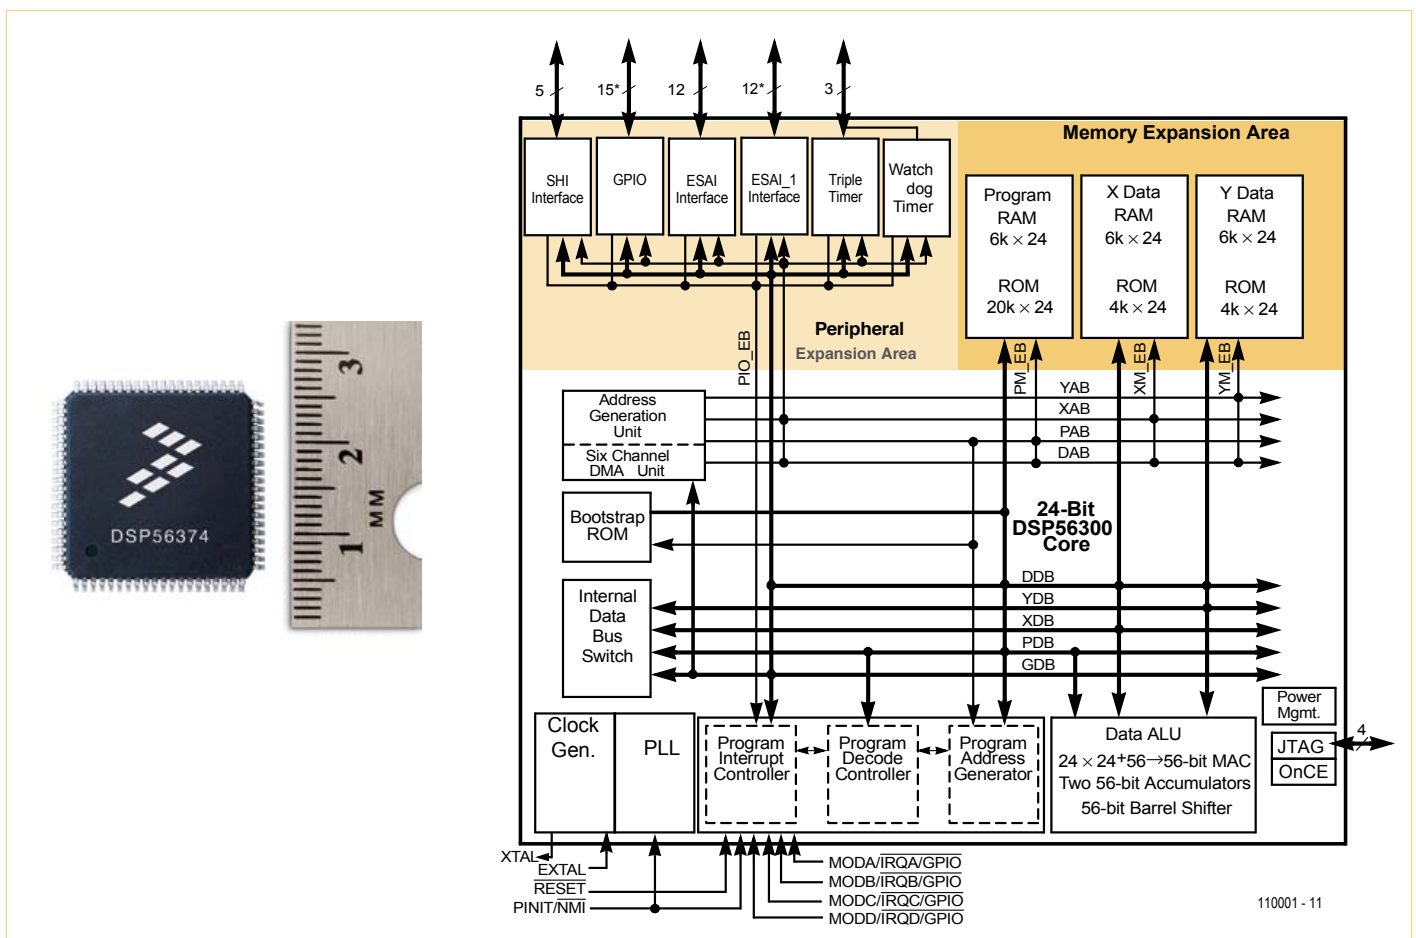 5
15*
12
12*
3
Memory Expansion Area
SHI
Interface
GPIO
ESAI
Interface
ESAI_1
Interface
Triple
Timer
Watch
dog
Timer
Program
RAM
6k × 24
ROM
20k × 24
X Data
RAM
6k × 24
ROM
4k × 24
Y Data
RAM
6k × 24
ROM
4k × 24
Peripheral
Expansion Area
PIO_EB
PM_EB
XM_EB
YM_EB
Address
Generation
Unit
Six Channel
DMA Unit
YAB
XAB
PAB
DAB
Bootstrap
ROM
24-Bit
DSP56300
Core
Internal
Data
Bus
Switch
DDB
YDB
XDB
PDB
GDB
DSP56374
3
2
1
MM
Clock
Gen.
PLL
Program
Interrupt
Controller
Program
Decode
Controller
Program
Address
Generator
Data ALU
24 × 24+56→56-bit MAC
Two 56-bit Accumulators
56-bit Barrel Shifter
Power
Mgmt.
JTAG
OnCE
4
XTAL
EXTAL
RESET
PINIT/NMI
MODA/IRQA/GPIO
MODB/IRQB/GPIO
MODC/IRQC/GPIO
MODD/IRQD/GPIO
110001 - 11